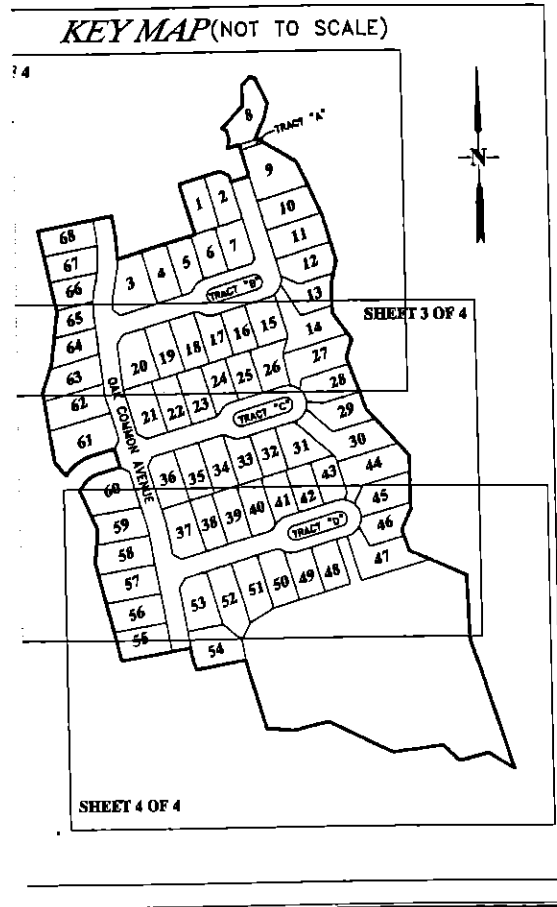 KEY MAP(NOT TO SCALE)
4
8
TRACT "A"
N
9
1 2
10
11
68
67
66
3 4 5 6 7
12
TRACT "B"
13
SHEET 3 OF 4
65
64
63
62
61
20 19 18 17 16 15
14
27
OAK COMMON AVENUE
21 22 23 24 25 26
28
29
TRACT "C"
30
36 35 34 33 32 31
44
60
59
58
57
56
55
37 38 39 40 41 42 43
45
46
47
TRACT "D"
53 52 51 50 49 48
54
SHEET 4 OF 4